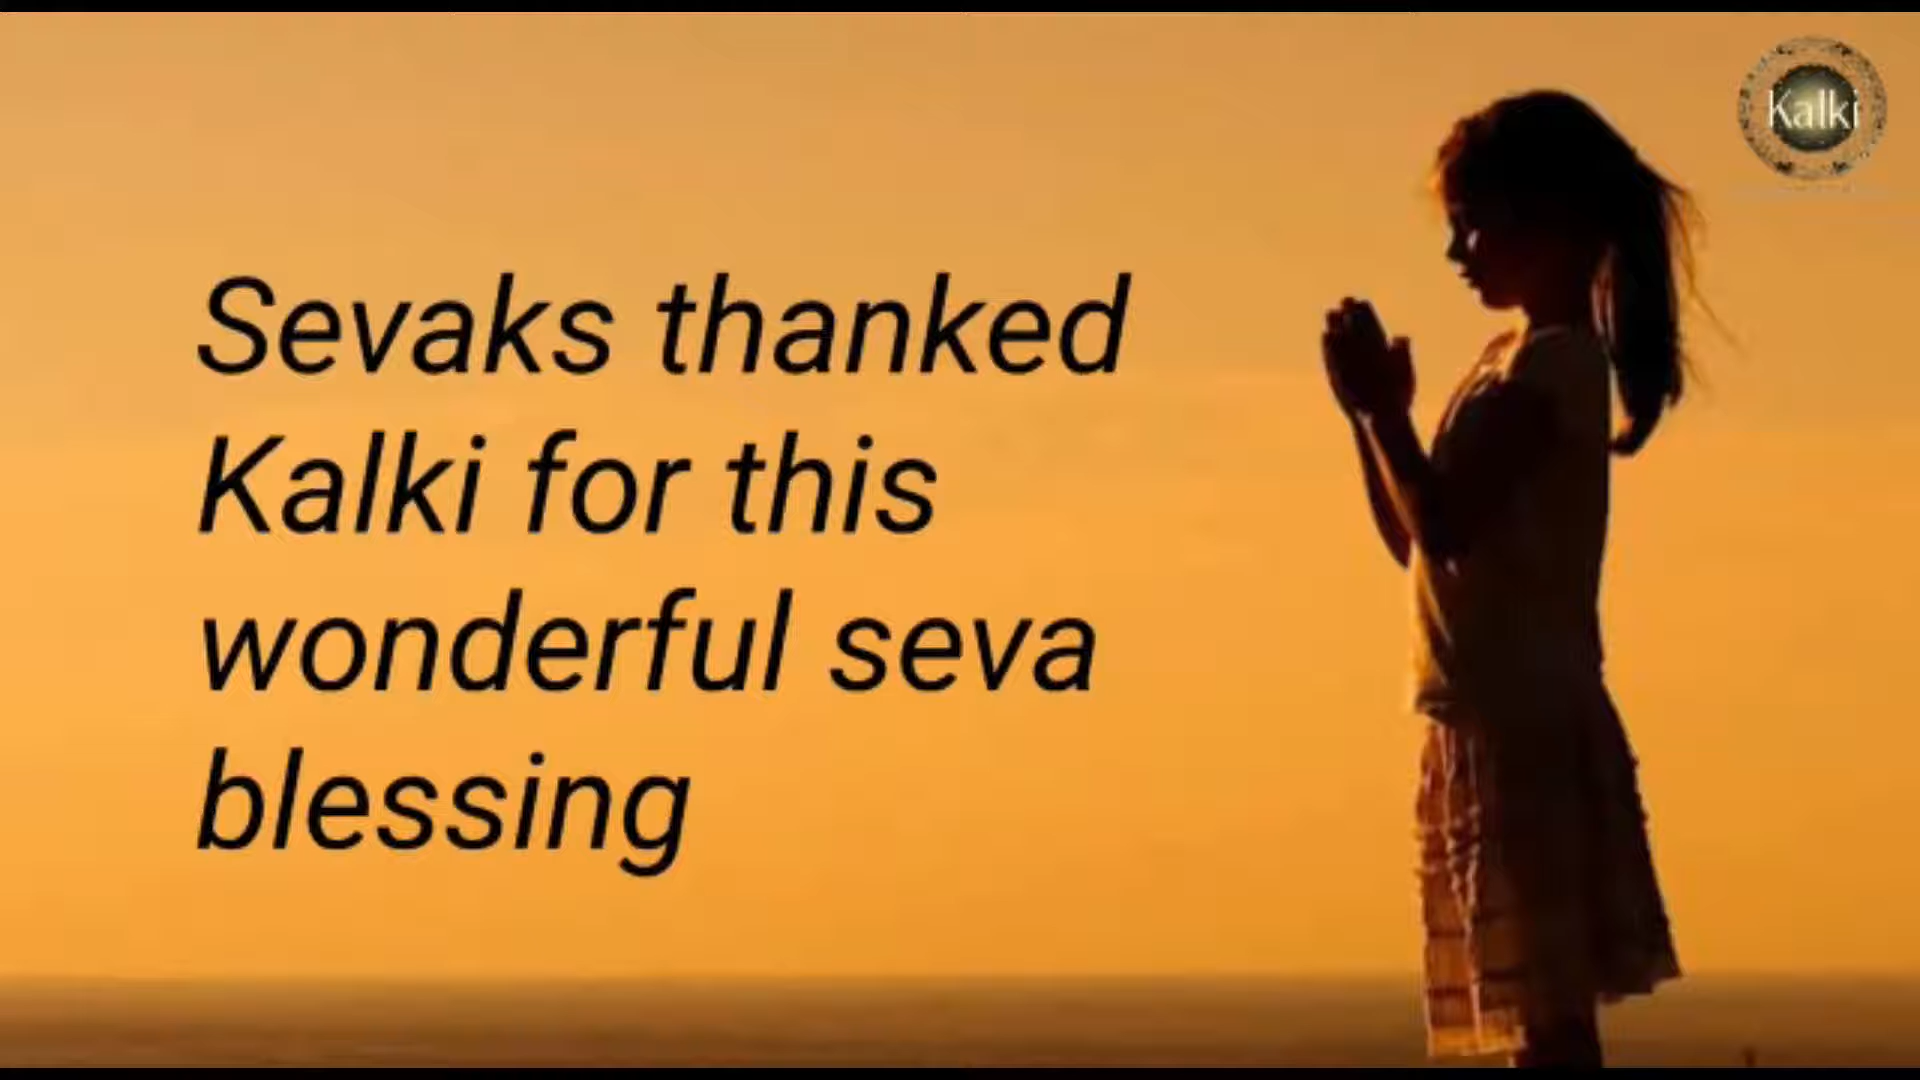 Kalki
Sevaks thanked
Kalki for this
wonderful seva
blessing